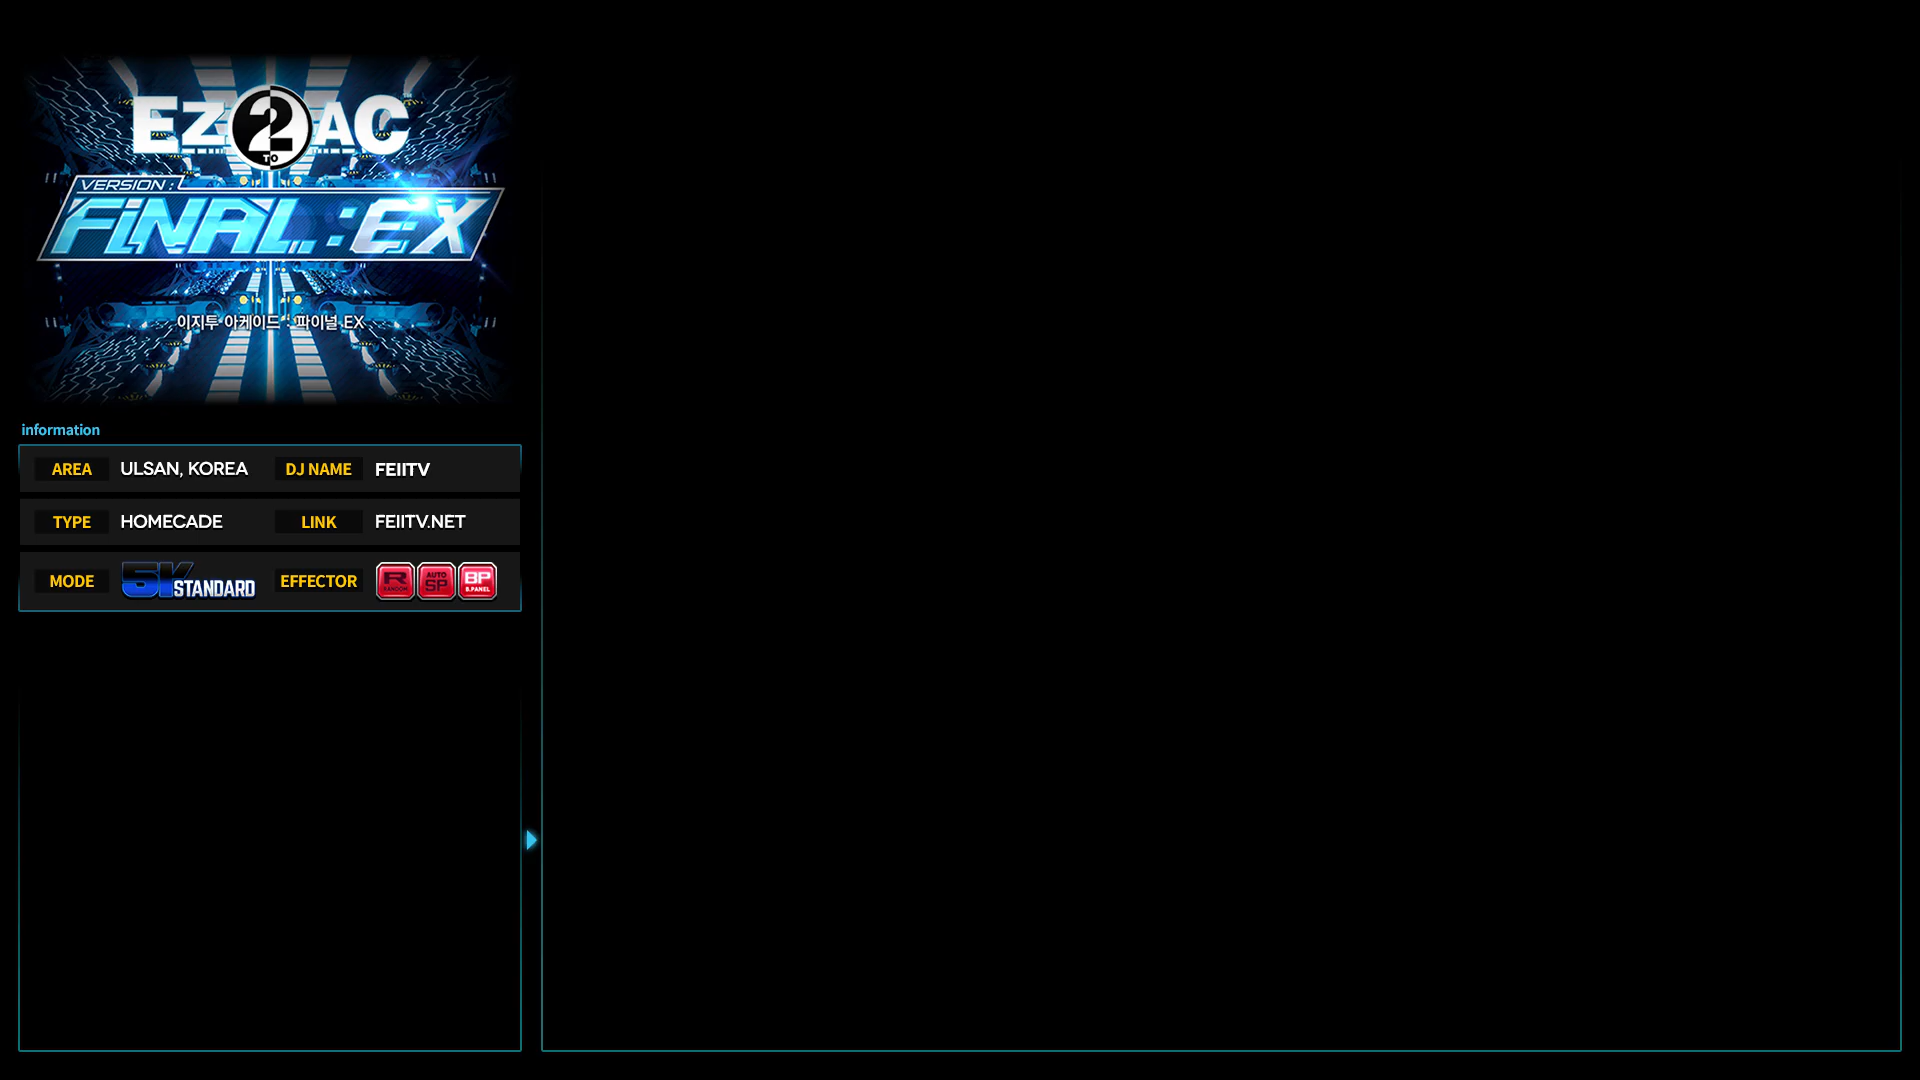 EZ2AC
TO
VERSION :
FiNAL :EX
이지투 아케이드 : 파이널 EX
information
AREA ULSAN, KOREA DJ NAME FEIITV
TYPE HOMECADE LINK FEIITV.NET
MODE 5K STANDARD EFFECTOR R RANDOM AUTO SP BP B.PANEL